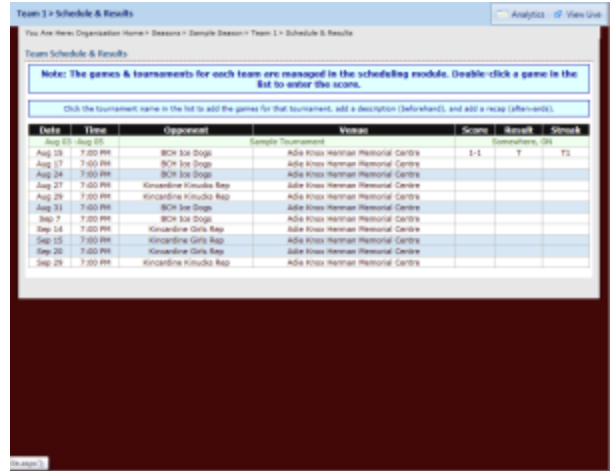 Team 1 > Schedule & Results
Analytics View Live
You Are Here: Organization Home > Seasons > Sample Season > Team 1 > Schedule & Results
Team Schedule & Results
Note: The games & tournaments for each team are managed in the scheduling module. Double-click a game in the
list to enter the score.
Click the tournament name in the list to add the games for that tournament, add a description (beforehand), and add a recap (afterwards).
Date Time Opponent Venue Score Result Streak
Aug 03 - Aug 05 Sample Tournament Somewhere, ON
Aug 15 7:00 PM BCH Ice Dogs Adie Knox Herman Memorial Centre 1-1 T T1
Aug 17 7:00 PM BCH Ice Dogs Adie Knox Herman Memorial Centre
Aug 24 7:00 PM BCH Ice Dogs Adie Knox Herman Memorial Centre
Aug 27 7:00 PM Kincardine Kinucks Rep Adie Knox Herman Memorial Centre
Aug 29 7:00 PM Kincardine Kinucks Rep Adie Knox Herman Memorial Centre
Aug 31 7:00 PM BCH Ice Dogs Adie Knox Herman Memorial Centre
Sep 7 7:00 PM BCH Ice Dogs Adie Knox Herman Memorial Centre
Sep 14 7:00 PM Kincardine Girls Rep Adie Knox Herman Memorial Centre
Sep 15 7:00 PM Kincardine Girls Rep Adie Knox Herman Memorial Centre
Sep 20 7:00 PM Kincardine Girls Rep Adie Knox Herman Memorial Centre
Sep 29 7:00 PM Kincardine Kinucks Rep Adie Knox Herman Memorial Centre